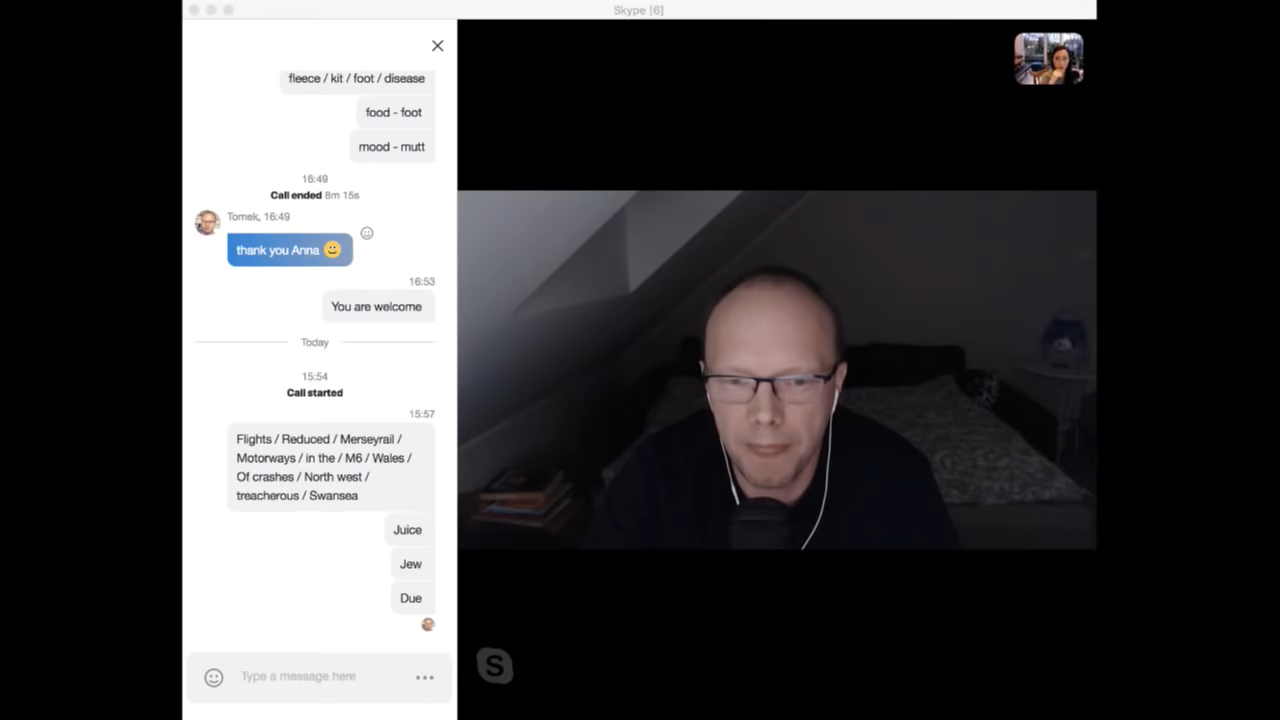 Skype [6]
fleece / kit / foot / disease
food - foot
mood - mutt
16:49
Call ended 8m 15s
Tomek, 16:49
thank you Anna 😀
16:53
You are welcome
Today
15:54
Call started
15:57
Flights / Reduced / Merseyrail /
Motorways / in the / M6 / Wales /
Of crashes / North west /
treacherous / Swansea
Juice
Jew
Due
Type a message here
S